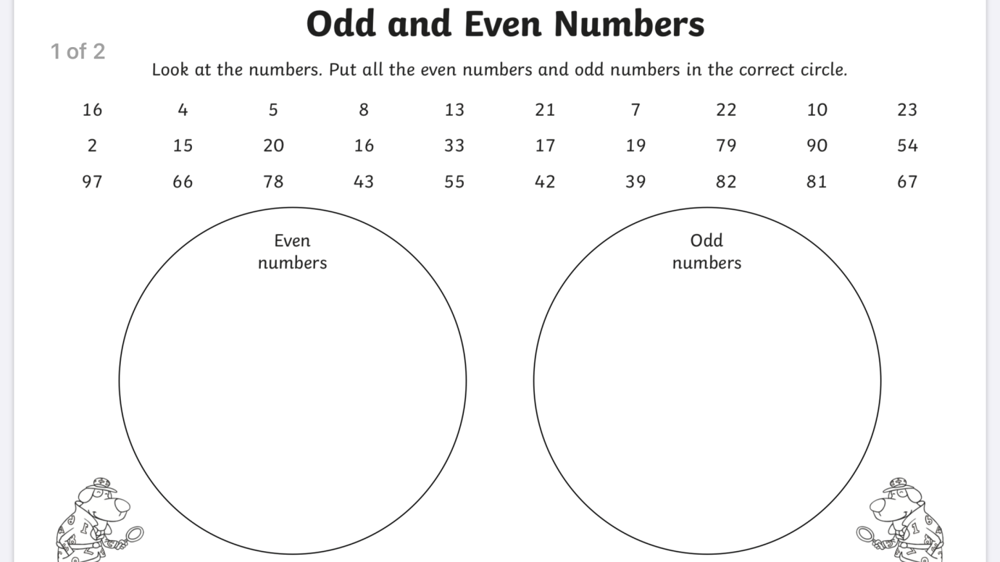 Odd and Even Numbers
1 of 2
Look at the numbers. Put all the even numbers and odd numbers in the correct circle.
16 4 5 8 13 21 7 22 10 23
2 15 20 16 33 17 19 79 90 54
97 66 78 43 55 42 39 82 81 67
Even
numbers
Odd
numbers